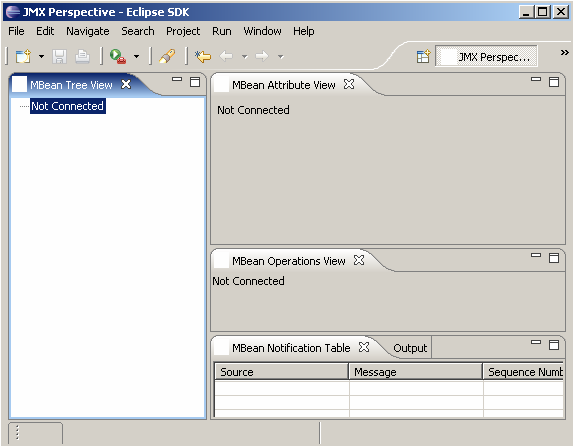 JMX Perspective - Eclipse SDK
File Edit Navigate Search Project Run Window Help
JMX Perspec... »
MBean Tree View
Not Connected
MBean Attribute View
Not Connected
MBean Operations View
Not Connected
MBean Notification Table Output
Source Message Sequence Numb